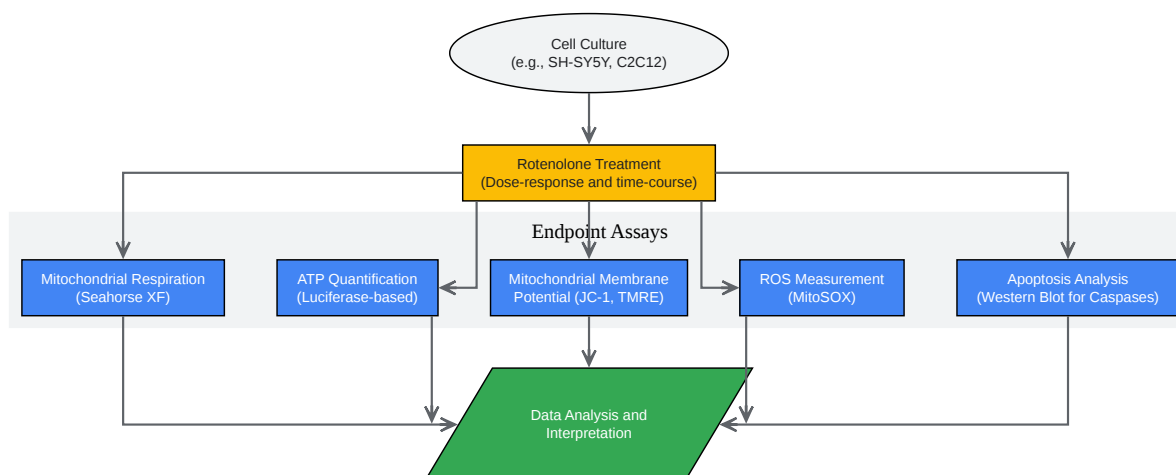 Cell Culture
(e.g., SH-SY5Y, C2C12)
Rotenolone Treatment
(Dose-response and time-course)
Endpoint Assays
Mitochondrial Respiration
(Seahorse XF)
ATP Quantification
(Luciferase-based)
Mitochondrial Membrane
Potential (JC-1, TMRE)
ROS Measurement
(MitoSOX)
Apoptosis Analysis
(Western Blot for Caspases)
Data Analysis and
Interpretation